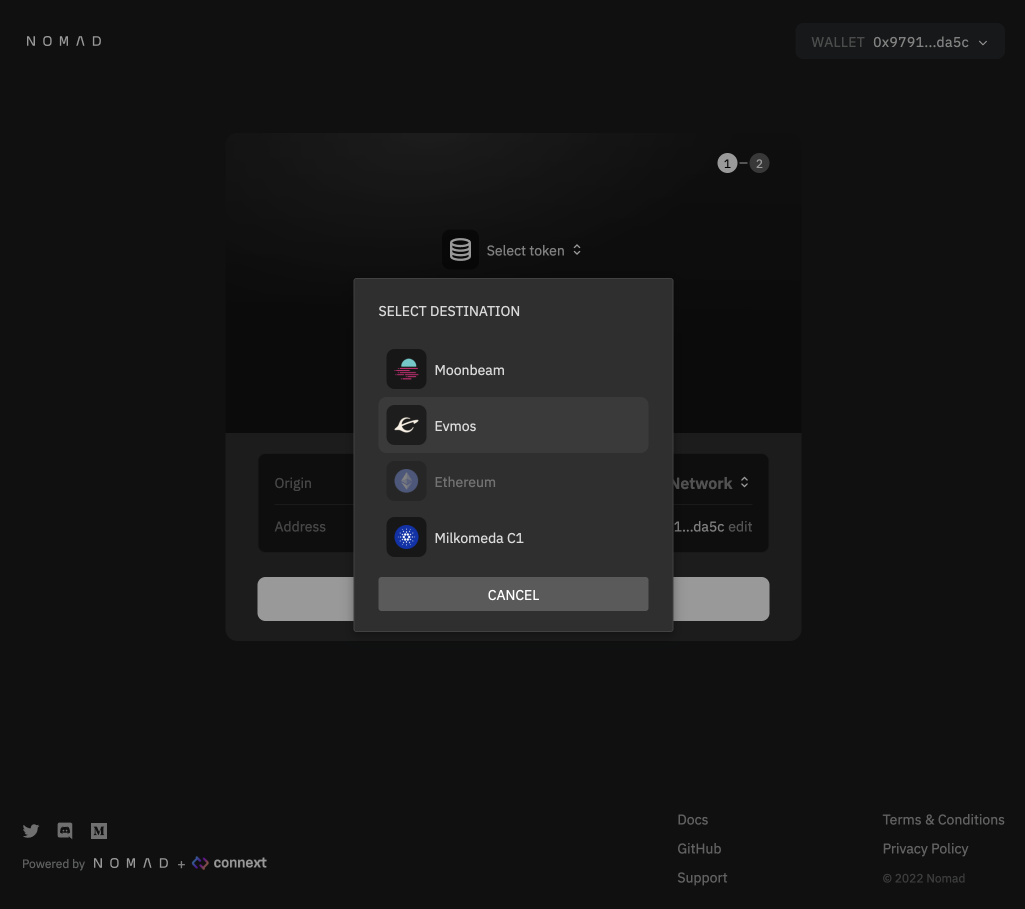 NOMAD
WALLET 0x9791...da5c
1 – 2
Select token
SELECT DESTINATION
Moonbeam
Evmos
Ethereum
Milkomeda C1
CANCEL
Origin
Network
Address
1...da5c edit
Docs
GitHub
Support
Terms & Conditions
Privacy Policy
© 2022 Nomad
M
Powered by NOMAD + connext